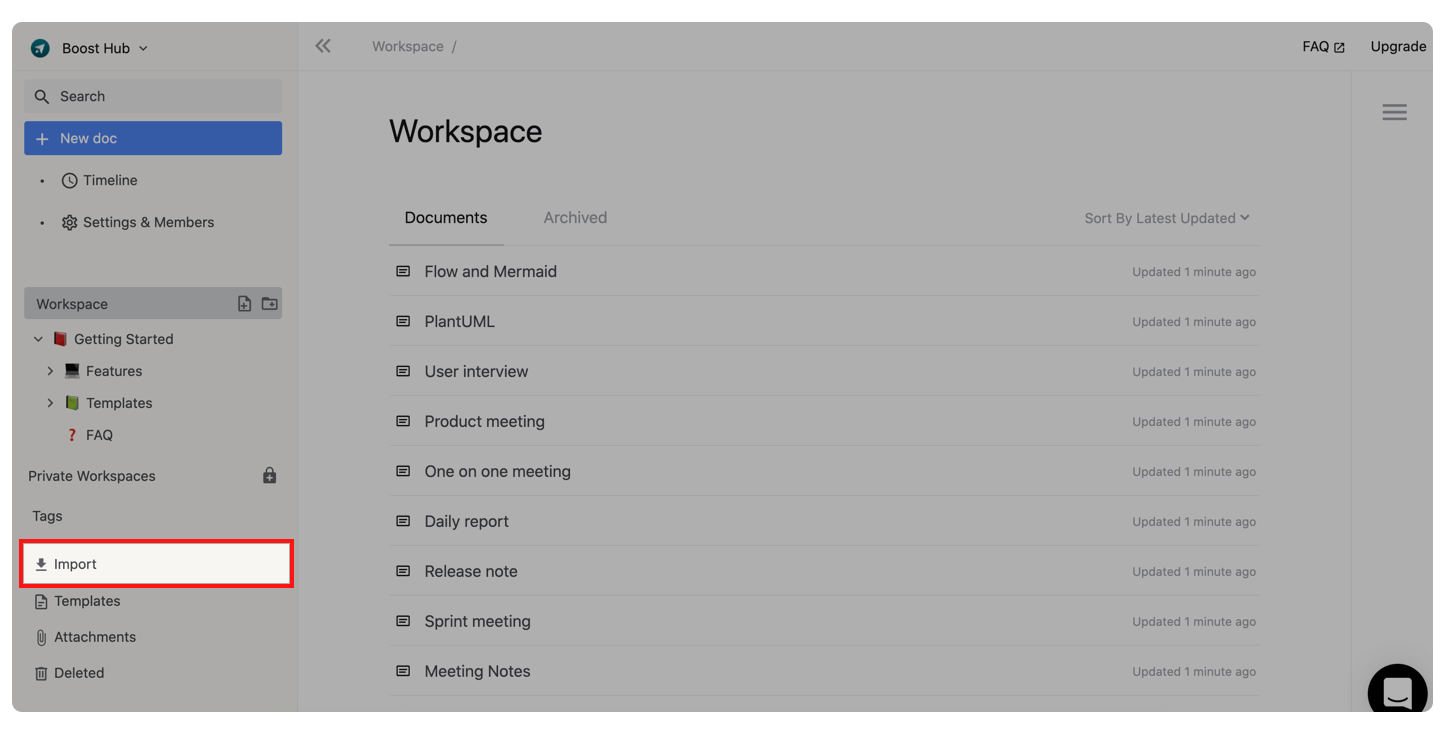 Boost Hub
Search
New doc
Timeline
Settings & Members
Workspace
Getting Started
Features
Templates
FAQ
Private Workspaces
Tags
Import
Templates
Attachments
Deleted
Workspace /
FAQ
Upgrade
Workspace
Documents
Archived
Sort By Latest Updated
Flow and Mermaid Updated 1 minute ago
PlantUML Updated 1 minute ago
User interview Updated 1 minute ago
Product meeting Updated 1 minute ago
One on one meeting Updated 1 minute ago
Daily report Updated 1 minute ago
Release note Updated 1 minute ago
Sprint meeting Updated 1 minute ago
Meeting Notes Updated 1 minute ago